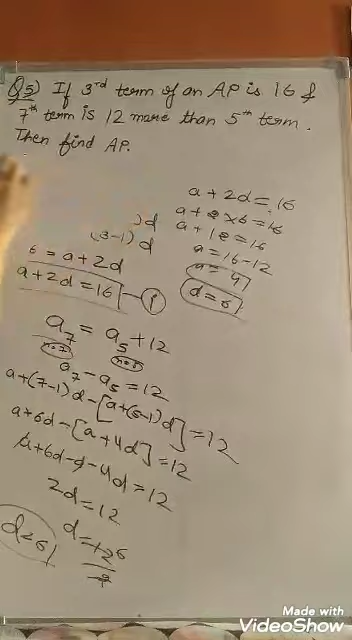 Q5) If 3rd term of an AP is 16 &
7th term is 12 more than 5th term.
Then find AP.
)d
(3-1) d
6 = a + 2d
a + 2d = 16 — (i)
a7 = a5 + 12
n=7 n=5
a7 - a5 = 12
a+(7-1)d - [a+(5-1)d] = 12
a+6d - [a+4d] = 12
a+6d-a-4d = 12
2d = 12
d = 12 6
2
d=6
a + 2d = 16
a + 2 x 6 = 16
a + 12 = 16
a = 16 - 12
a = 4
d = 6
Made with
VideoShow